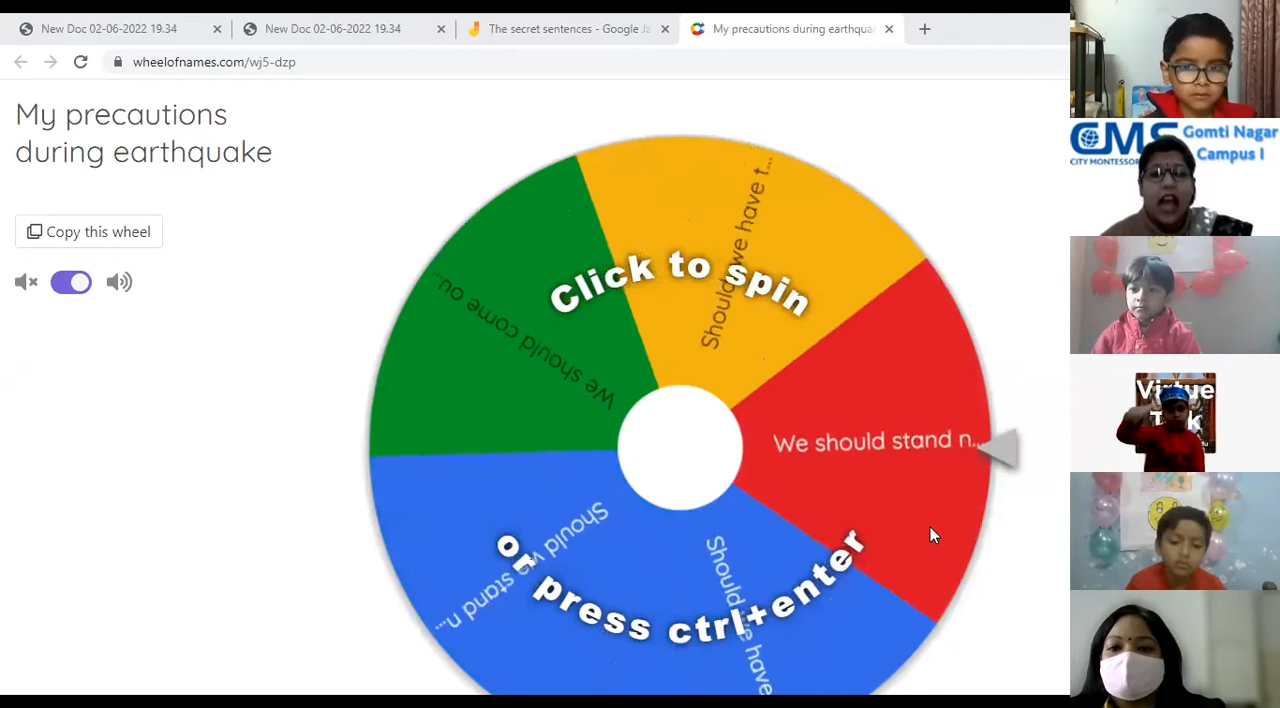 New Doc 02-06-2022 19.34
New Doc 02-06-2022 19.34
The secret sentences - Google Ja
My precautions during earthqua
wheelofnames.com/wj5-dzp
My precautions
during earthquake
Copy this wheel
Click to spin
or press ctrl+enter
Should we have t...
We should stand n...
We should come ou...
Should we stand n...
Should we have
CMS Gomti Nagar
Campus I
CITY MONTESSOR
Virtue